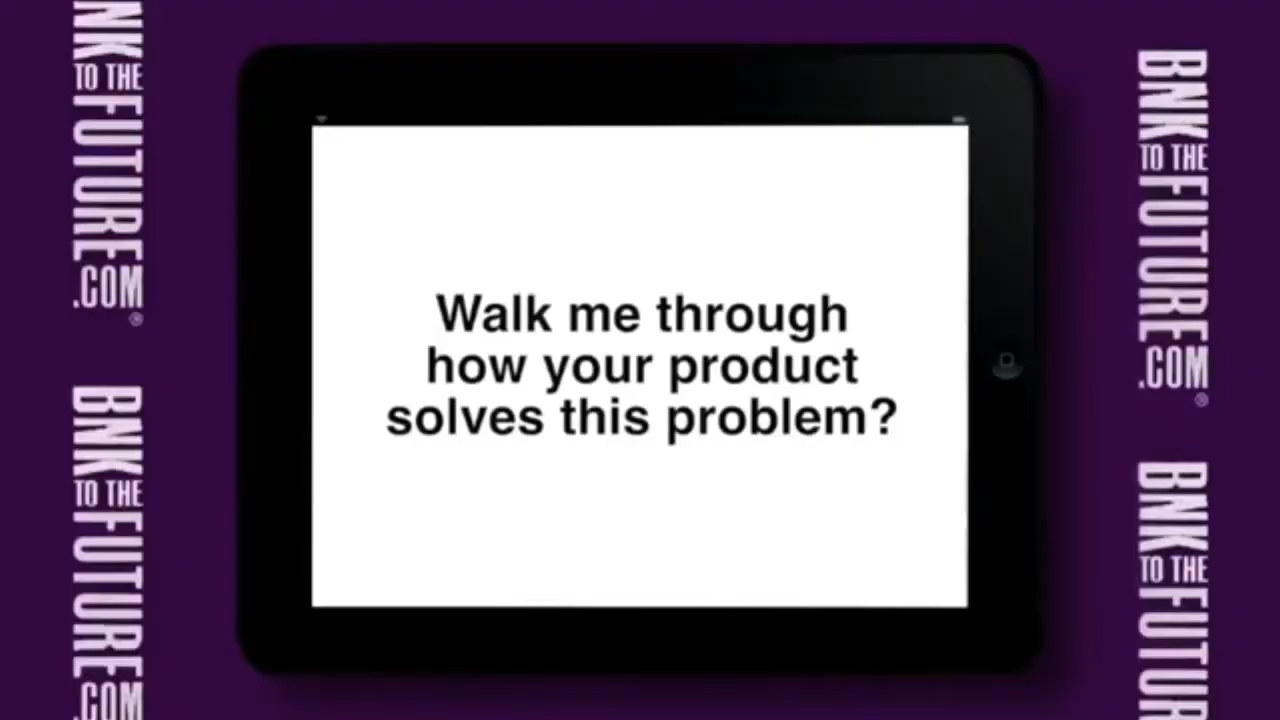 NK
TO THE
FUTURE
.COM
®
BNK
TO THE
FUTURE
.COM
Walk me through
how your product
solves this problem?
BNK
TO THE
FUTURE
.COM
®
BNK
TO THE
FUTUR